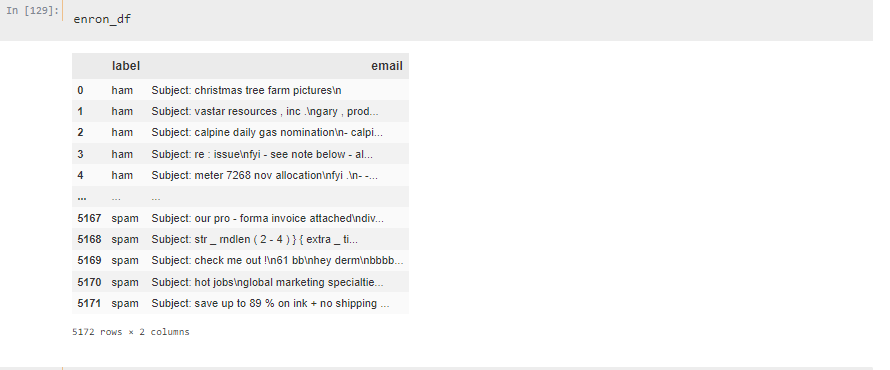 In [129]: enron_df
label email
0 ham Subject: christmas tree farm pictures\n
1 ham Subject: vastar resources , inc .\ngary , prod...
2 ham Subject: calpine daily gas nomination\n- calpi...
3 ham Subject: re : issue\nfyi - see note below - al...
4 ham Subject: meter 7268 nov allocation\nfyi .\n- -...
... ... ...
5167 spam Subject: our pro - forma invoice attached\ndiv...
5168 spam Subject: str _ rndlen ( 2 - 4 ) } { extra _ ti...
5169 spam Subject: check me out !\n61 bb\nhey derm\nbbbb...
5170 spam Subject: hot jobs\nglobal marketing specialtie...
5171 spam Subject: save up to 89 % on ink + no shipping ...
5172 rows × 2 columns